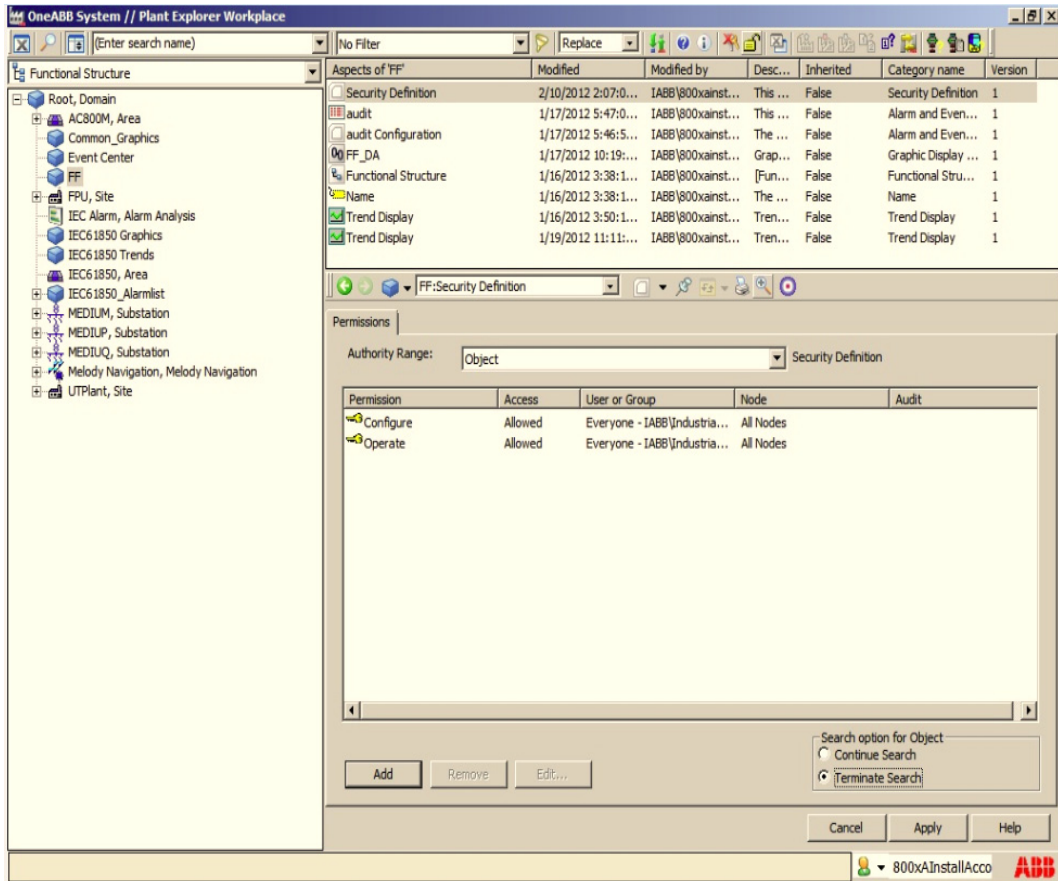 OneABB System // Plant Explorer Workplace
(Enter search name) No Filter Replace
Functional Structure
Root, Domain
AC800M, Area
Common_Graphics
Event Center
FF
FPU, Site
IEC Alarm, Alarm Analysis
IEC61850 Graphics
IEC61850 Trends
IEC61850, Area
IEC61850_Alarmlist
MEDIUM, Substation
MEDIUP, Substation
MEDIUQ, Substation
Melody Navigation, Melody Navigation
UTPlant, Site
Aspects of 'FF' Modified Modified by Desc... Inherited Category name Version
Security Definition 2/10/2012 2:07:0... IABB\800xainst... This ... False Security Definition 1
audit 1/17/2012 5:47:0... IABB\800xainst... This ... False Alarm and Even... 1
audit Configuration 1/17/2012 5:46:5... IABB\800xainst... The ... False Alarm and Even... 1
FF_DA 1/17/2012 10:19:... IABB\800xainst... Grap... False Graphic Display ... 1
Functional Structure 1/16/2012 3:38:1... IABB\800xainst... [Fun... False Functional Stru... 1
Name 1/16/2012 3:38:1... IABB\800xainst... The ... False Name 1
Trend Display 1/16/2012 3:50:1... IABB\800xainst... Tren... False Trend Display 1
Trend Display 1/19/2012 11:11:... IABB\800xainst... Tren... False Trend Display 1
FF:Security Definition
Permissions
Authority Range: Object Security Definition
Permission Access User or Group Node Audit
Configure Allowed Everyone - IABB\Industria... All Nodes
Operate Allowed Everyone - IABB\Industria... All Nodes
Search option for Object
Continue Search
Terminate Search
Add Remove Edit...
Cancel Apply Help
800xAInstallAcco ABB